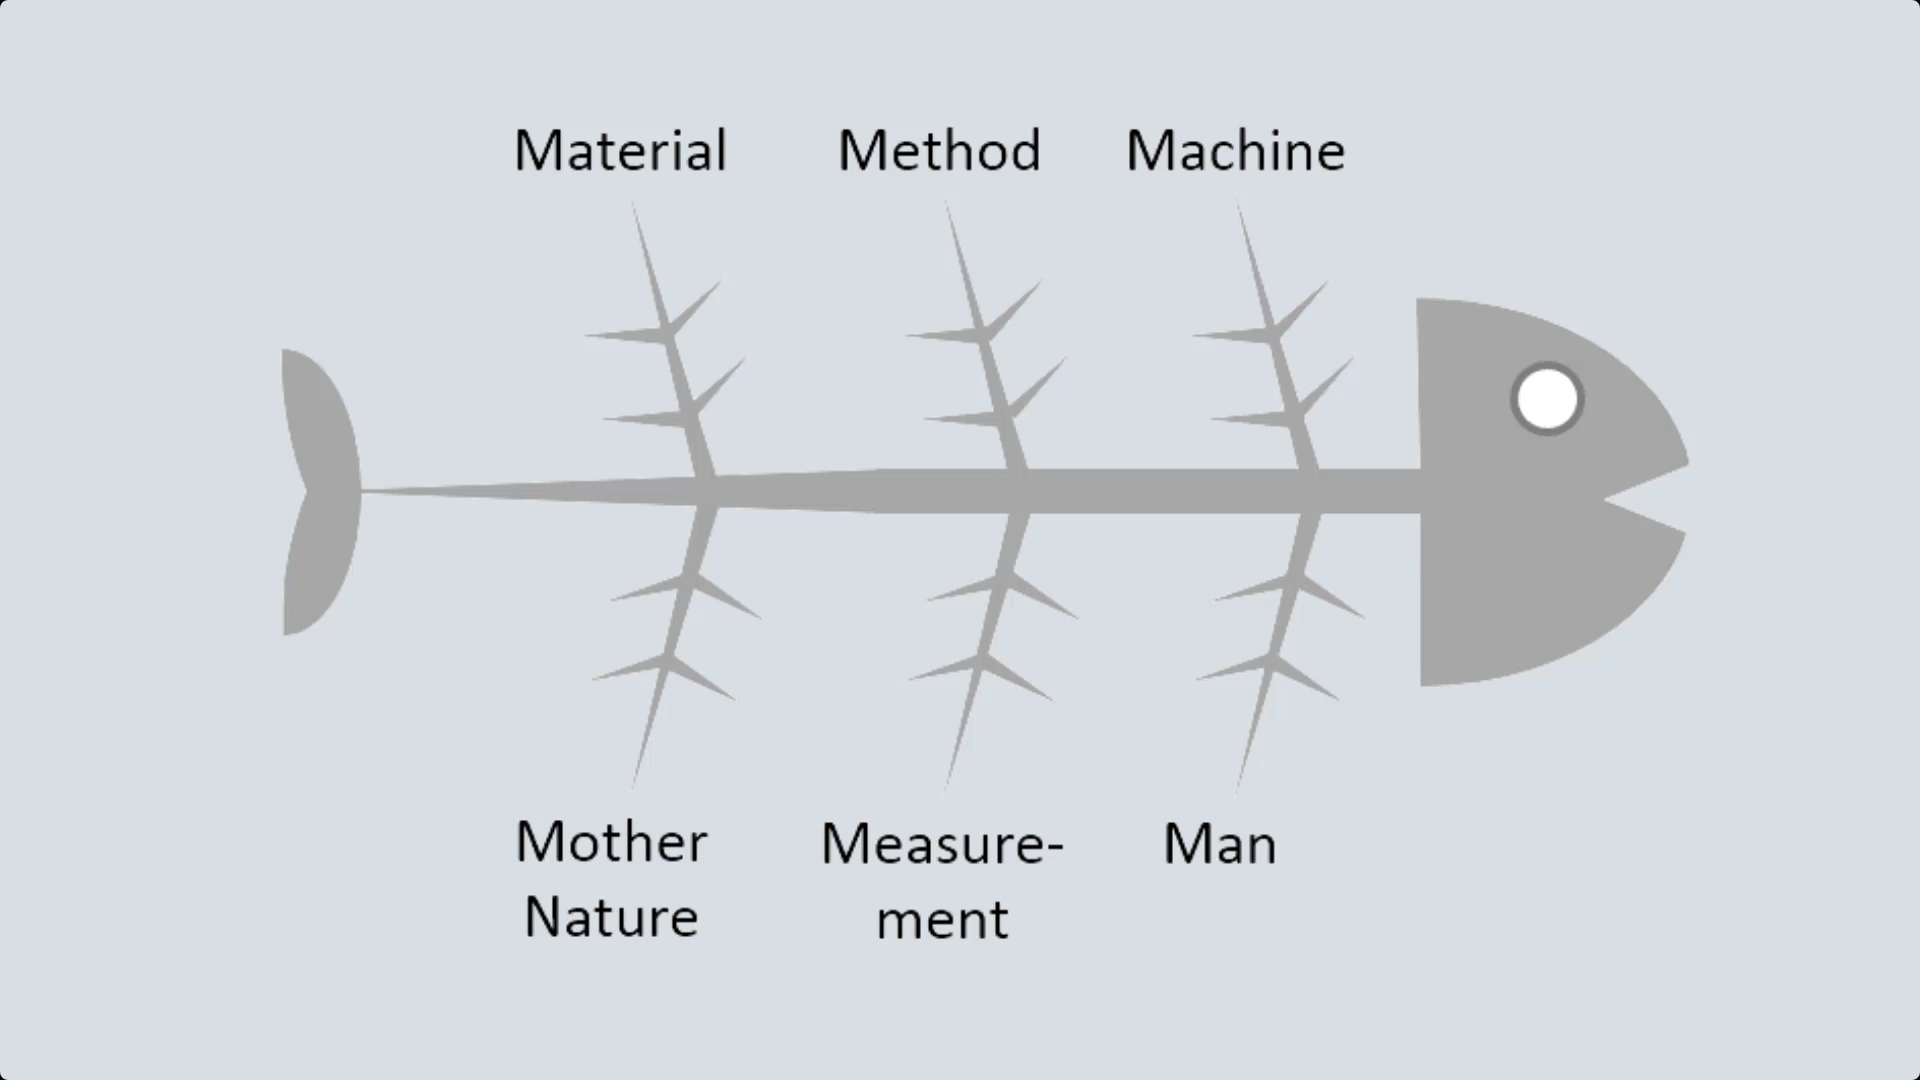 Material
Method
Machine
Mother
Nature
Measure-
ment
Man